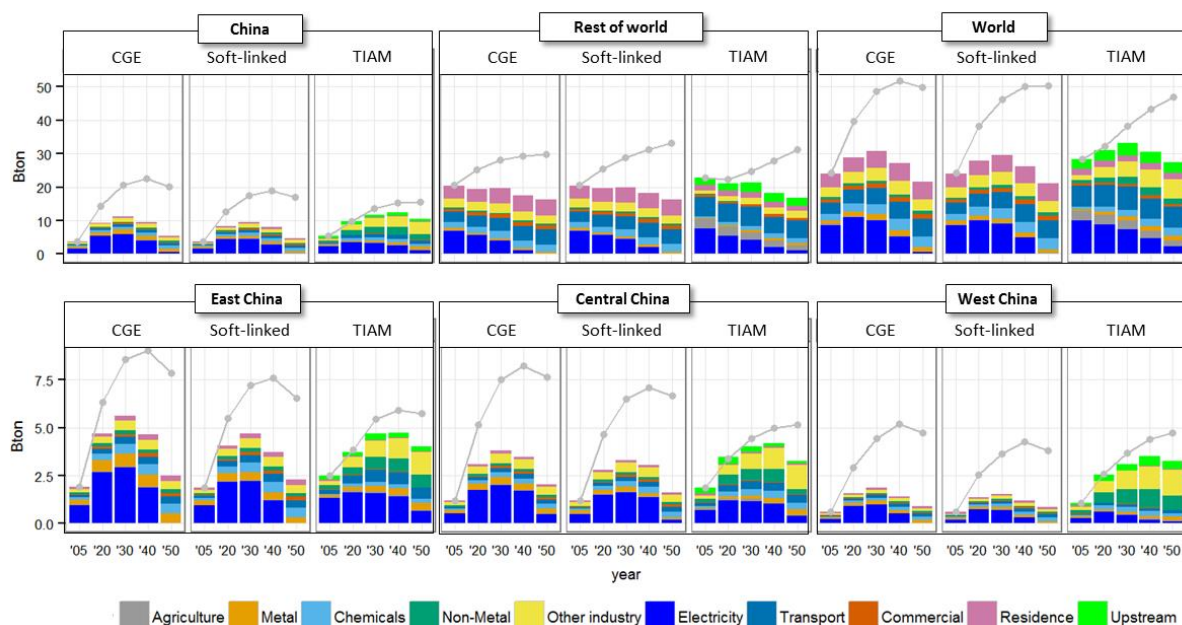 China Rest of world World
CGE Soft-linked TIAM CGE Soft-linked TIAM CGE Soft-linked TIAM
50
40
30
20
10
0
Bton
East China Central China West China
CGE Soft-linked TIAM CGE Soft-linked TIAM CGE Soft-linked TIAM
7.5
5.0
2.5
0.0
Bton
'05 '20 '30 '40 '50 '05 '20 '30 '40 '50 '05 '20 '30 '40 '50 '05 '20 '30 '40 '50 '05 '20 '30 '40 '50 '05 '20 '30 '40 '50 '05 '20 '30 '40 '50 '05 '20 '30 '40 '50 '05 '20 '30 '40 '50
year
Agriculture Metal Chemicals Non-Metal Other industry Electricity Transport Commercial Residence Upstream